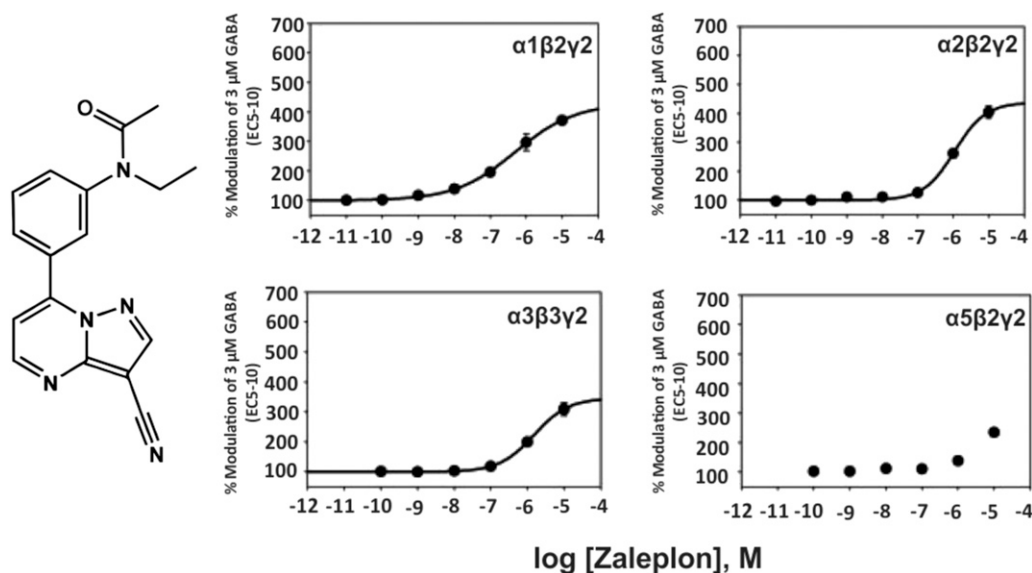 O
N
N
N
N
N
α1β2γ2
% Modulation of 3 μM GABA
(EC5-10)
700
600
500
400
300
200
100
-12 -11 -10 -9 -8 -7 -6 -5 -4
α2β2γ2
% Modulation of 3 μM GABA
(EC5-10)
700
600
500
400
300
200
100
-12 -11 -10 -9 -8 -7 -6 -5 -4
α3β3γ2
% Modulation of 3 μM GABA
(EC5-10)
700
600
500
400
300
200
100
-12 -11 -10 -9 -8 -7 -6 -5 -4
α5β2γ2
% Modulation of 3 μM GABA
(EC5-10)
700
600
500
400
300
200
100
-12 -11 -10 -9 -8 -7 -6 -5 -4
log [Zaleplon], M